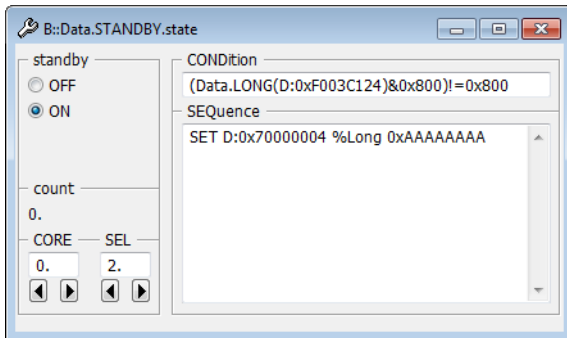 B::Data.STANDBY.state
standby
OFF
ON
count
0.
CORE
SEL
0.
2.
CONDition
(Data.LONG(D:0xF003C124)&0x800)!=0x800
SEQuence
SET D:0x70000004 %Long 0xAAAAAAAA